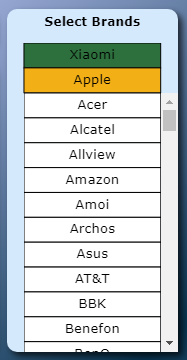 Select Brands
Xiaomi
Apple
Acer
Alcatel
Allview
Amazon
Amoi
Archos
Asus
AT&T
BBK
Benefon